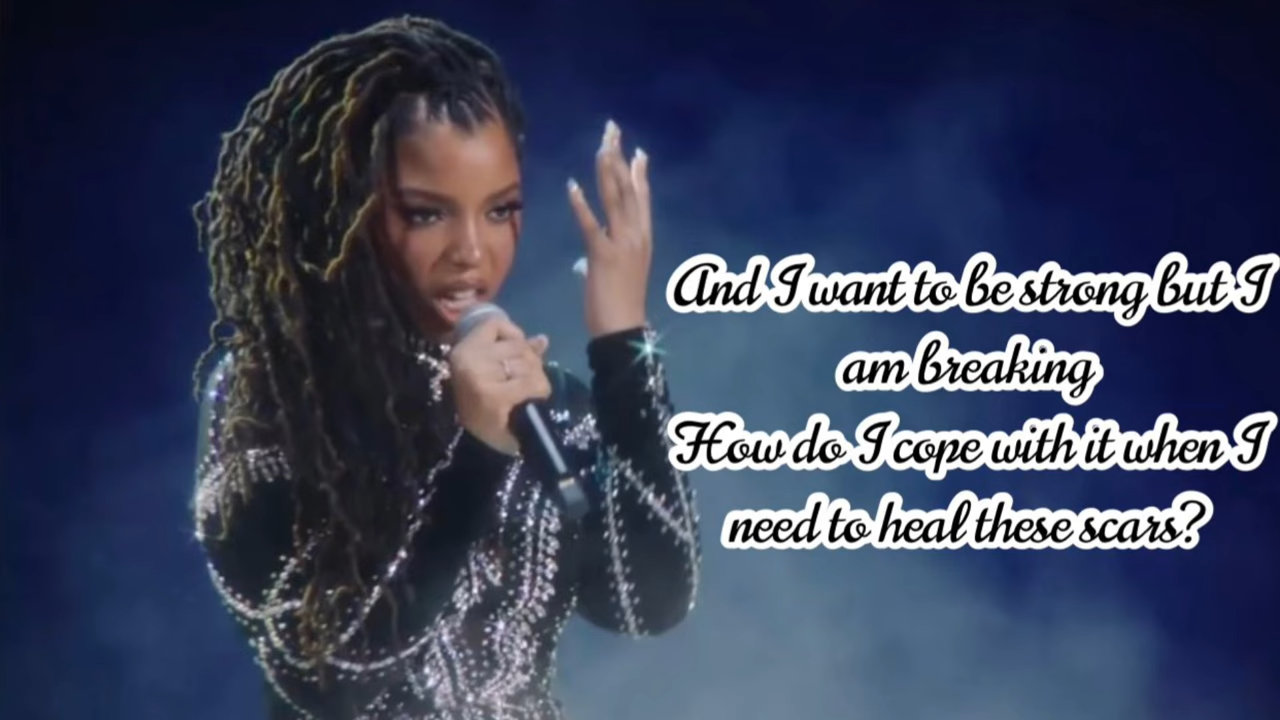 And I want to be strong but I
am breaking
How do I cope with it when I
need to heal these scars?